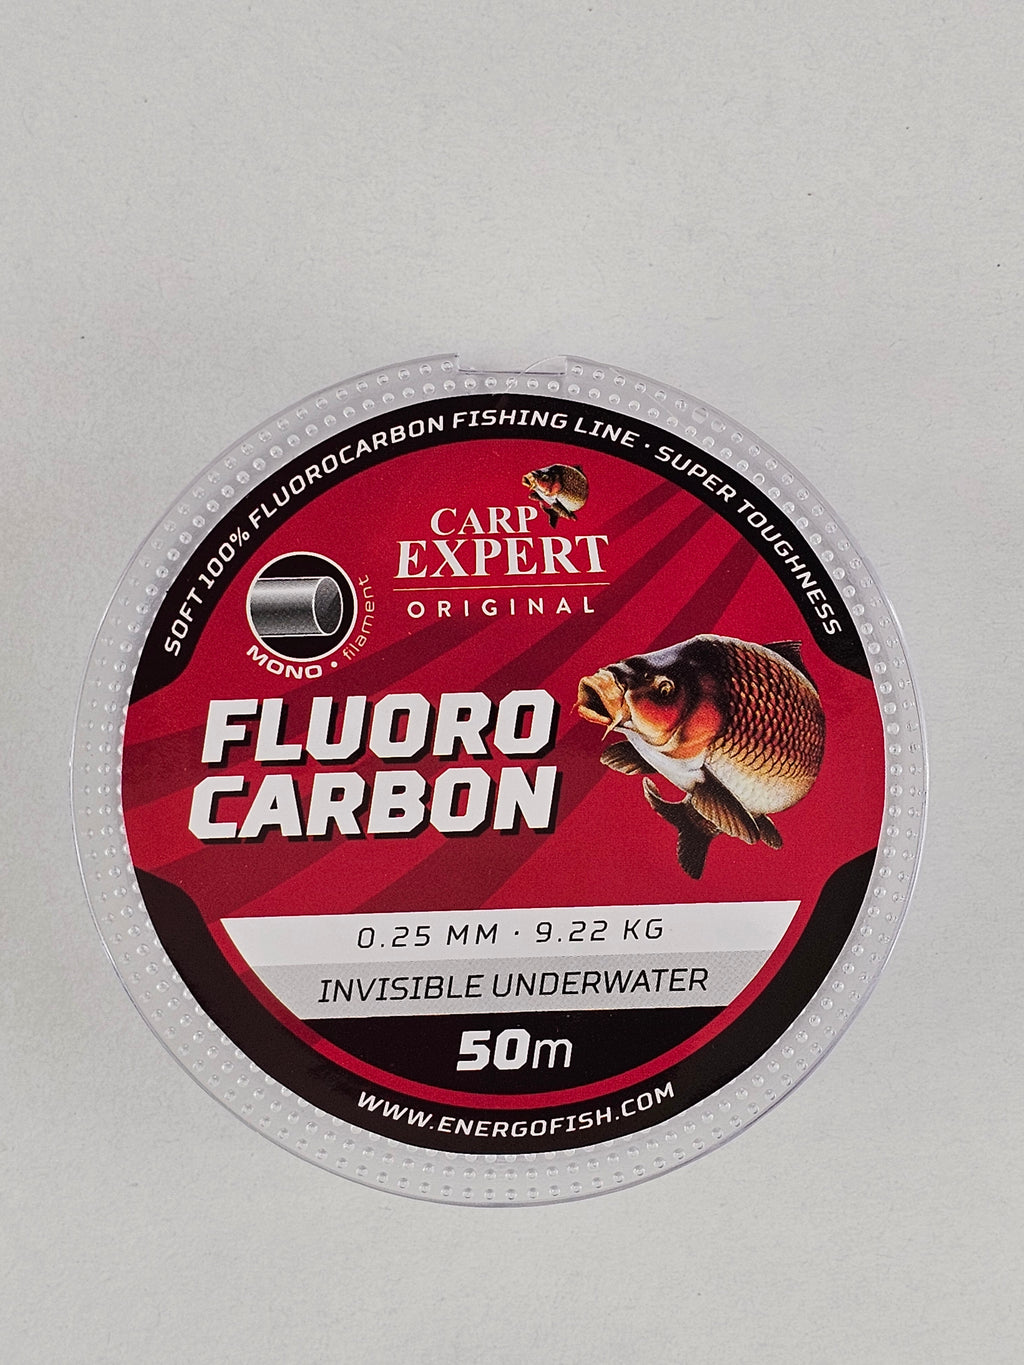 SOFT 100% FLUOROCARBON FISHING LINE · SUPER TOUGHNESS
CARP
EXPERT
ORIGINAL
MONO • filament
FLUORO
CARBON
0.25 MM · 9.22 KG
INVISIBLE UNDERWATER
50m
WWW.ENERGOFISH.COM